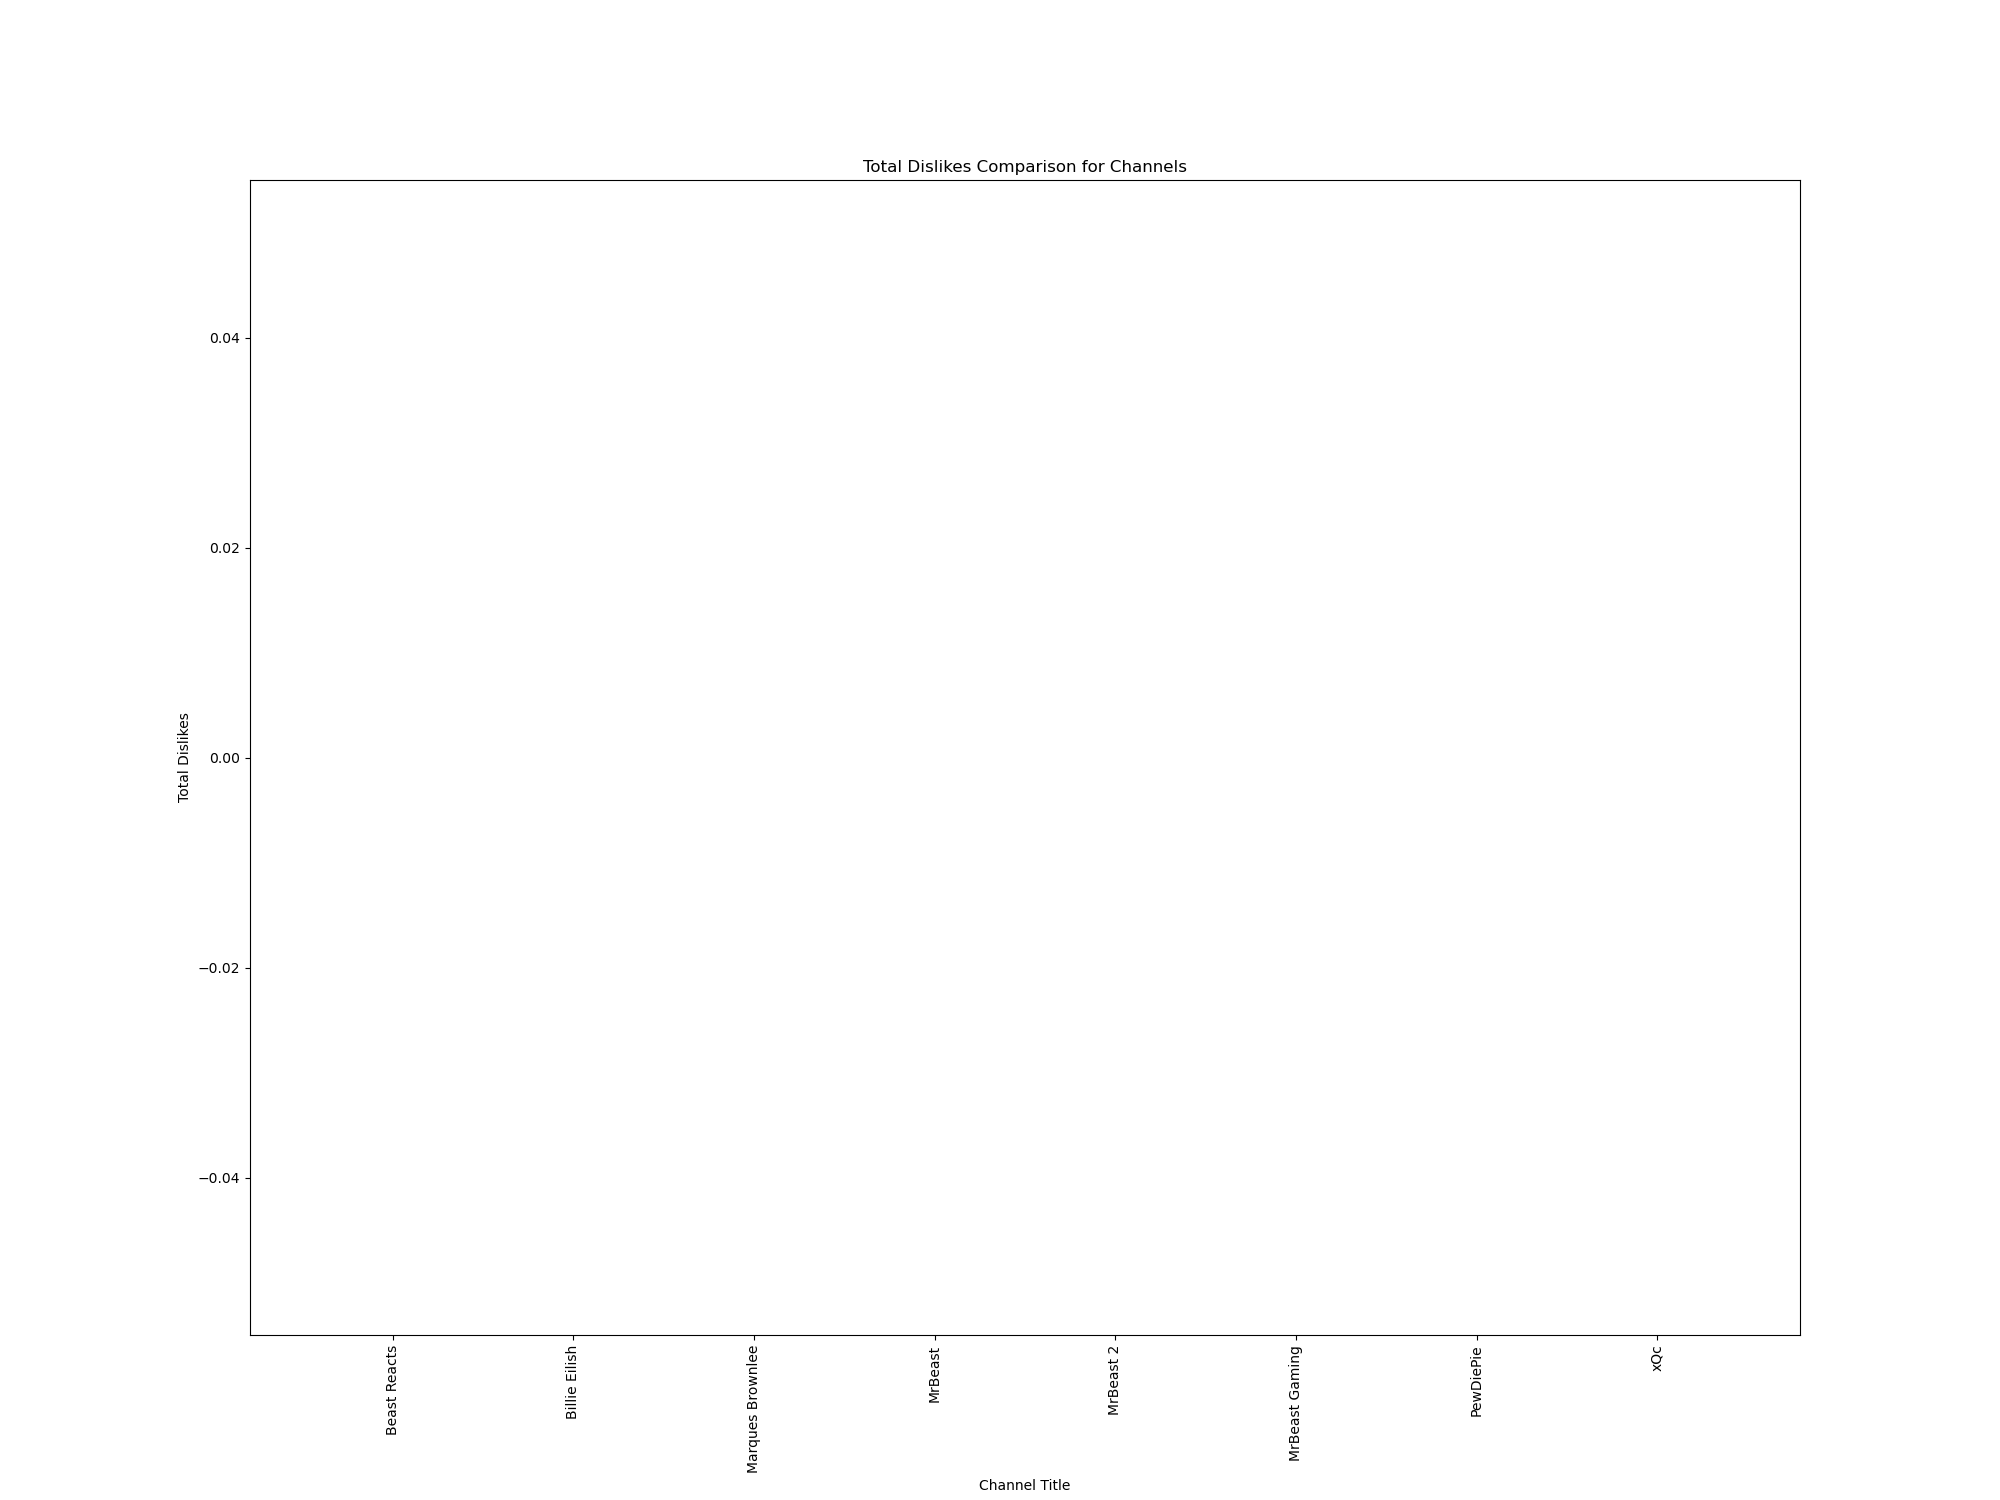 Total Dislikes Comparison for Channels
0.04
0.02
0.00
−0.02
−0.04
Total Dislikes
Beast Reacts
Billie Eilish
Marques Brownlee
MrBeast
MrBeast 2
MrBeast Gaming
PewDiePie
xQc
Channel Title